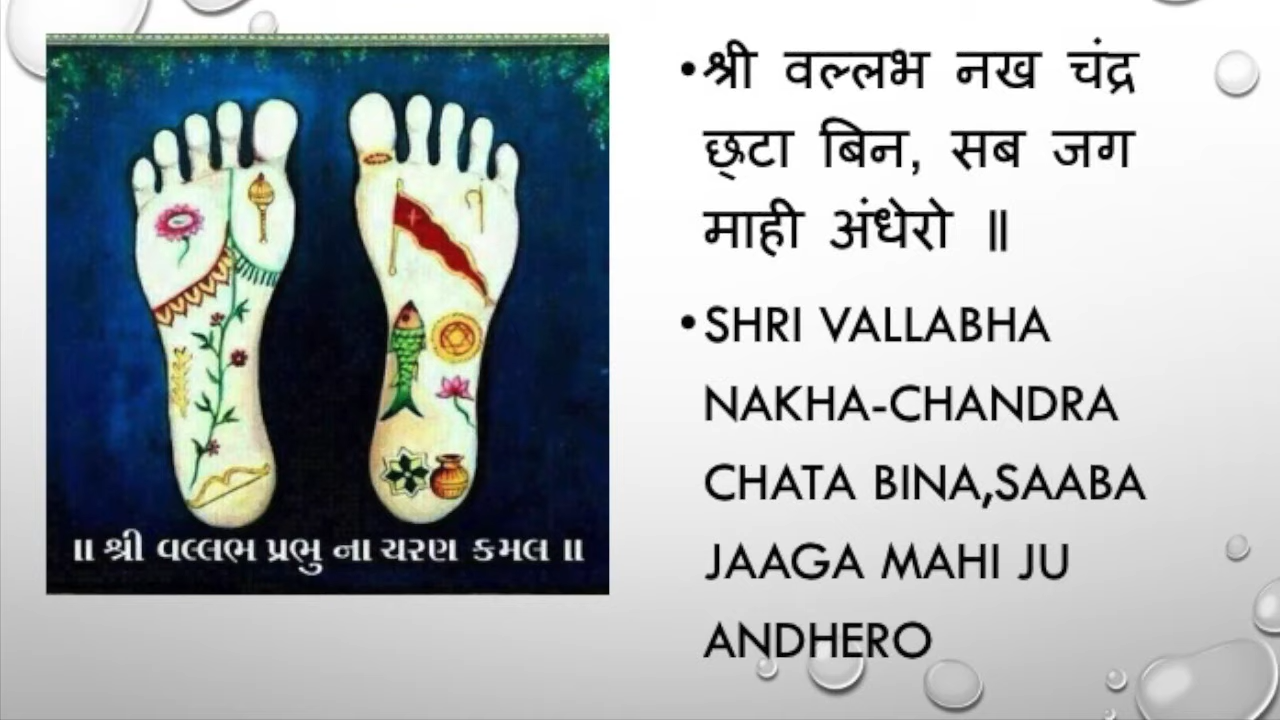 ॥ શ્રી વલ્લભ પ્રભુ ના ચરણ કમલ ॥
•श्री वल्लभ नख चंद्र
छ्टा बिन, सब जग
माही अंधेरो ॥
•SHRI VALLABHA
NAKHA-CHANDRA
CHATA BINA,SAABA
JAAGA MAHI JU
ANDHERO